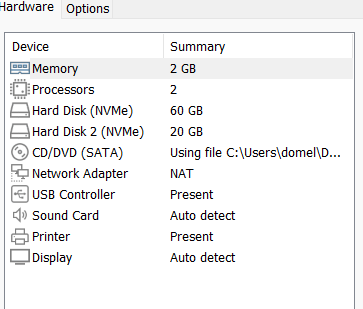 Hardware Options
Device Summary
Memory 2 GB
Processors 2
Hard Disk (NVMe) 60 GB
Hard Disk 2 (NVMe) 20 GB
CD/DVD (SATA) Using file C:\Users\domel\D...
Network Adapter NAT
USB Controller Present
Sound Card Auto detect
Printer Present
Display Auto detect